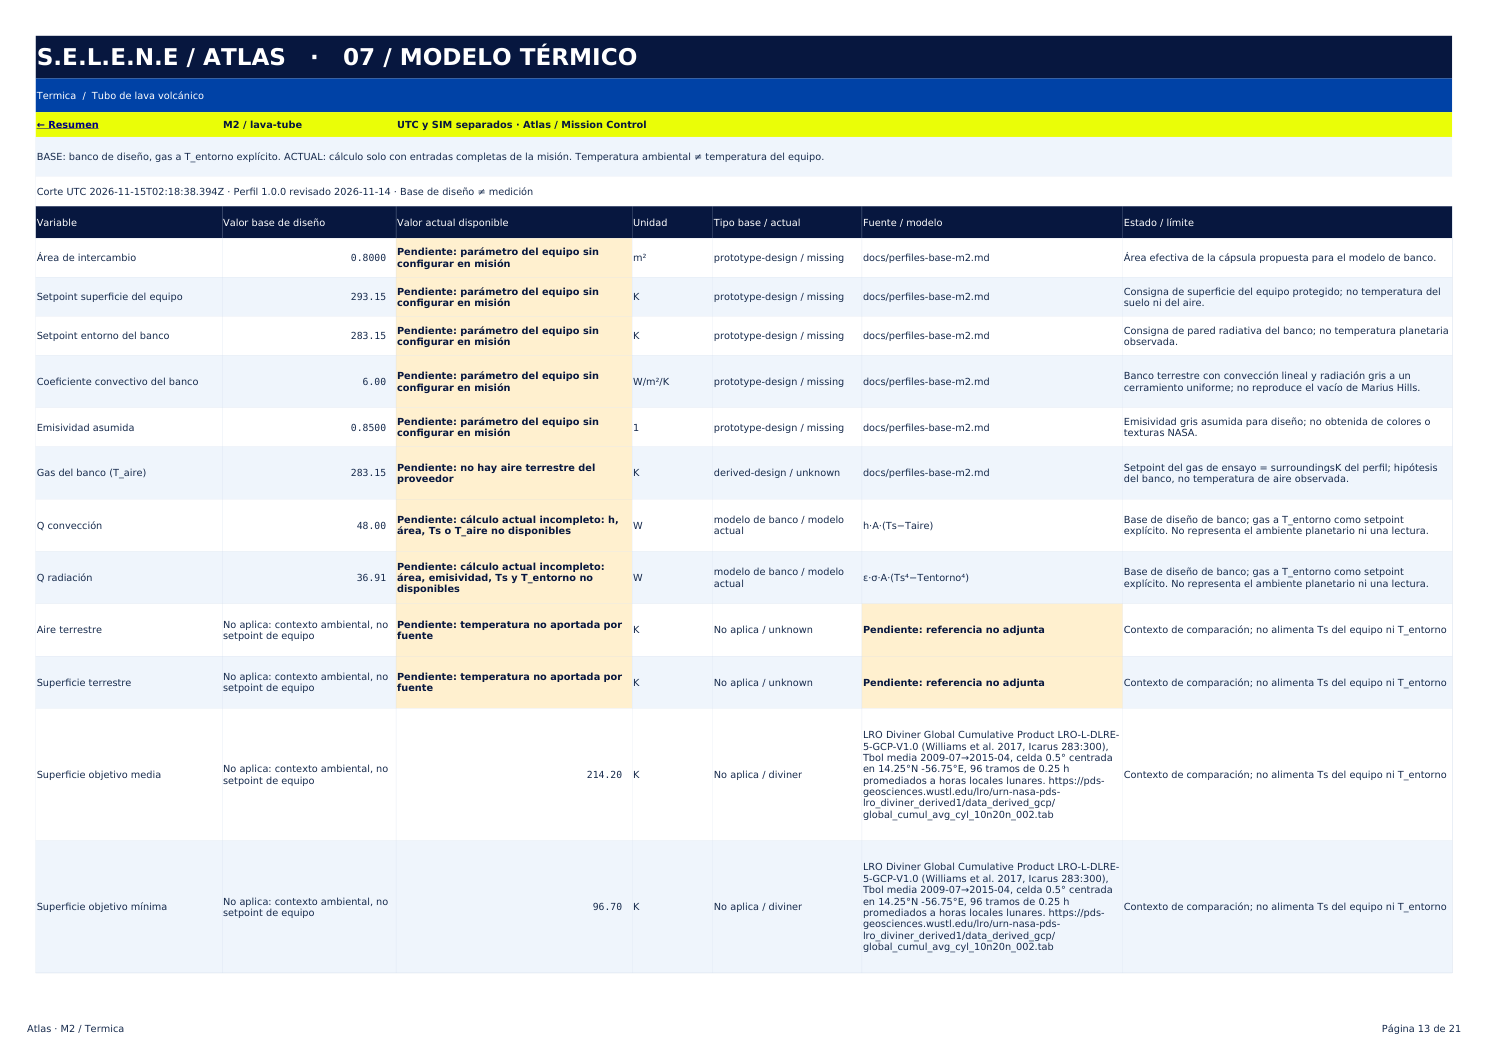 S.E.L.E.N.E / ATLAS · 07 / MODELO TÉRMICO
Termica / Tubo de lava volcánico
← Resumen M2 / lava-tube UTC y SIM separados · Atlas / Mission Control
BASE: banco de diseño, gas a T_entorno explícito. ACTUAL: cálculo solo con entradas completas de la misión. Temperatura ambiental ≠ temperatura del equipo.
Corte UTC 2026-11-15T02:18:38.394Z · Perfil 1.0.0 revisado 2026-11-14 · Base de diseño ≠ medición
Variable Valor base de diseño Valor actual disponible Unidad Tipo base / actual Fuente / modelo Estado / límite
Área de intercambio 0.8000 Pendiente: parámetro del equipo sin
configurar en misión
m² prototype-design / missing docs/perfiles-base-m2.md Área efectiva de la cápsula propuesta para el modelo de banco.
Setpoint superficie del equipo 293.15 Pendiente: parámetro del equipo sin
configurar en misión
K prototype-design / missing docs/perfiles-base-m2.md Consigna de superficie del equipo protegido; no temperatura del
suelo ni del aire.
Setpoint entorno del banco 283.15 Pendiente: parámetro del equipo sin
configurar en misión
K prototype-design / missing docs/perfiles-base-m2.md Consigna de pared radiativa del banco; no temperatura planetaria
observada.
Coeficiente convectivo del banco 6.00 Pendiente: parámetro del equipo sin
configurar en misión
W/m²/K prototype-design / missing docs/perfiles-base-m2.md Banco terrestre con convección lineal y radiación gris a un
cerramiento uniforme; no reproduce el vacío de Marius Hills.
Emisividad asumida 0.8500 Pendiente: parámetro del equipo sin
configurar en misión
1 prototype-design / missing docs/perfiles-base-m2.md Emisividad gris asumida para diseño; no obtenida de colores o
texturas NASA.
Gas del banco (T_aire) 283.15 Pendiente: no hay aire terrestre del
proveedor
K derived-design / unknown docs/perfiles-base-m2.md Setpoint del gas de ensayo = surroundingsK del perfil; hipótesis
del banco, no temperatura de aire observada.
Q convección 48.00 Pendiente: cálculo actual incompleto: h,
área, Ts o T_aire no disponibles
W modelo de banco / modelo
actual
h·A·(Ts−Taire) Base de diseño de banco; gas a T_entorno como setpoint
explícito. No representa el ambiente planetario ni una lectura.
Q radiación 36.91 Pendiente: cálculo actual incompleto:
área, emisividad, Ts y T_entorno no
disponibles
W modelo de banco / modelo
actual
ε·σ·A·(Ts⁴−Tentorno⁴) Base de diseño de banco; gas a T_entorno como setpoint
explícito. No representa el ambiente planetario ni una lectura.
Aire terrestre No aplica: contexto ambiental, no
setpoint de equipo
Pendiente: temperatura no aportada por
fuente
K No aplica / unknown Pendiente: referencia no adjunta Contexto de comparación; no alimenta Ts del equipo ni T_entorno
Superficie terrestre No aplica: contexto ambiental, no
setpoint de equipo
Pendiente: temperatura no aportada por
fuente
K No aplica / unknown Pendiente: referencia no adjunta Contexto de comparación; no alimenta Ts del equipo ni T_entorno
Superficie objetivo media No aplica: contexto ambiental, no
setpoint de equipo
214.20 K No aplica / diviner
LRO Diviner Global Cumulative Product LRO-L-DLRE-
5-GCP-V1.0 (Williams et al. 2017, Icarus 283:300),
Tbol media 2009-07→2015-04, celda 0.5° centrada
en 14.25°N -56.75°E, 96 tramos de 0.25 h
promediados a horas locales lunares. https://pds-
geosciences.wustl.edu/lro/urn-nasa-pds-
lro_diviner_derived1/data_derived_gcp/
global_cumul_avg_cyl_10n20n_002.tab
Contexto de comparación; no alimenta Ts del equipo ni T_entorno
Superficie objetivo mínima No aplica: contexto ambiental, no
setpoint de equipo
96.70 K No aplica / diviner
LRO Diviner Global Cumulative Product LRO-L-DLRE-
5-GCP-V1.0 (Williams et al. 2017, Icarus 283:300),
Tbol media 2009-07→2015-04, celda 0.5° centrada
en 14.25°N -56.75°E, 96 tramos de 0.25 h
promediados a horas locales lunares. https://pds-
geosciences.wustl.edu/lro/urn-nasa-pds-
lro_diviner_derived1/data_derived_gcp/
global_cumul_avg_cyl_10n20n_002.tab
Contexto de comparación; no alimenta Ts del equipo ni T_entorno
Atlas · M2 / Termica Página 13 de 21